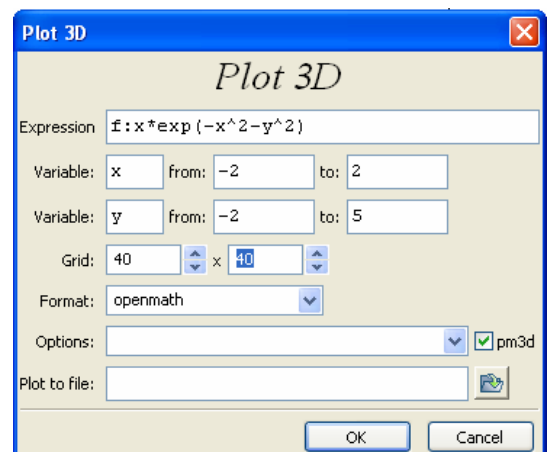 Plot 3D
Plot 3D
Expression f:x*exp(-x^2-y^2)
Variable: x from: -2 to: 2
Variable: y from: -2 to: 5
Grid: 40 x 40
Format: openmath
Options: pm3d
Plot to file:
OK Cancel